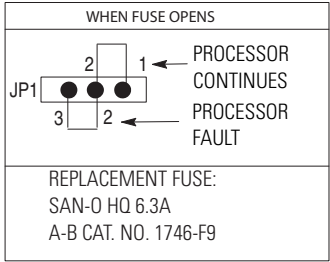 WHEN FUSE OPENS
2 1 PROCESSOR
CONTINUES
JP1
3 2 PROCESSOR
FAULT
REPLACEMENT FUSE:
SAN-O HQ 6.3A
A-B CAT. NO. 1746-F9